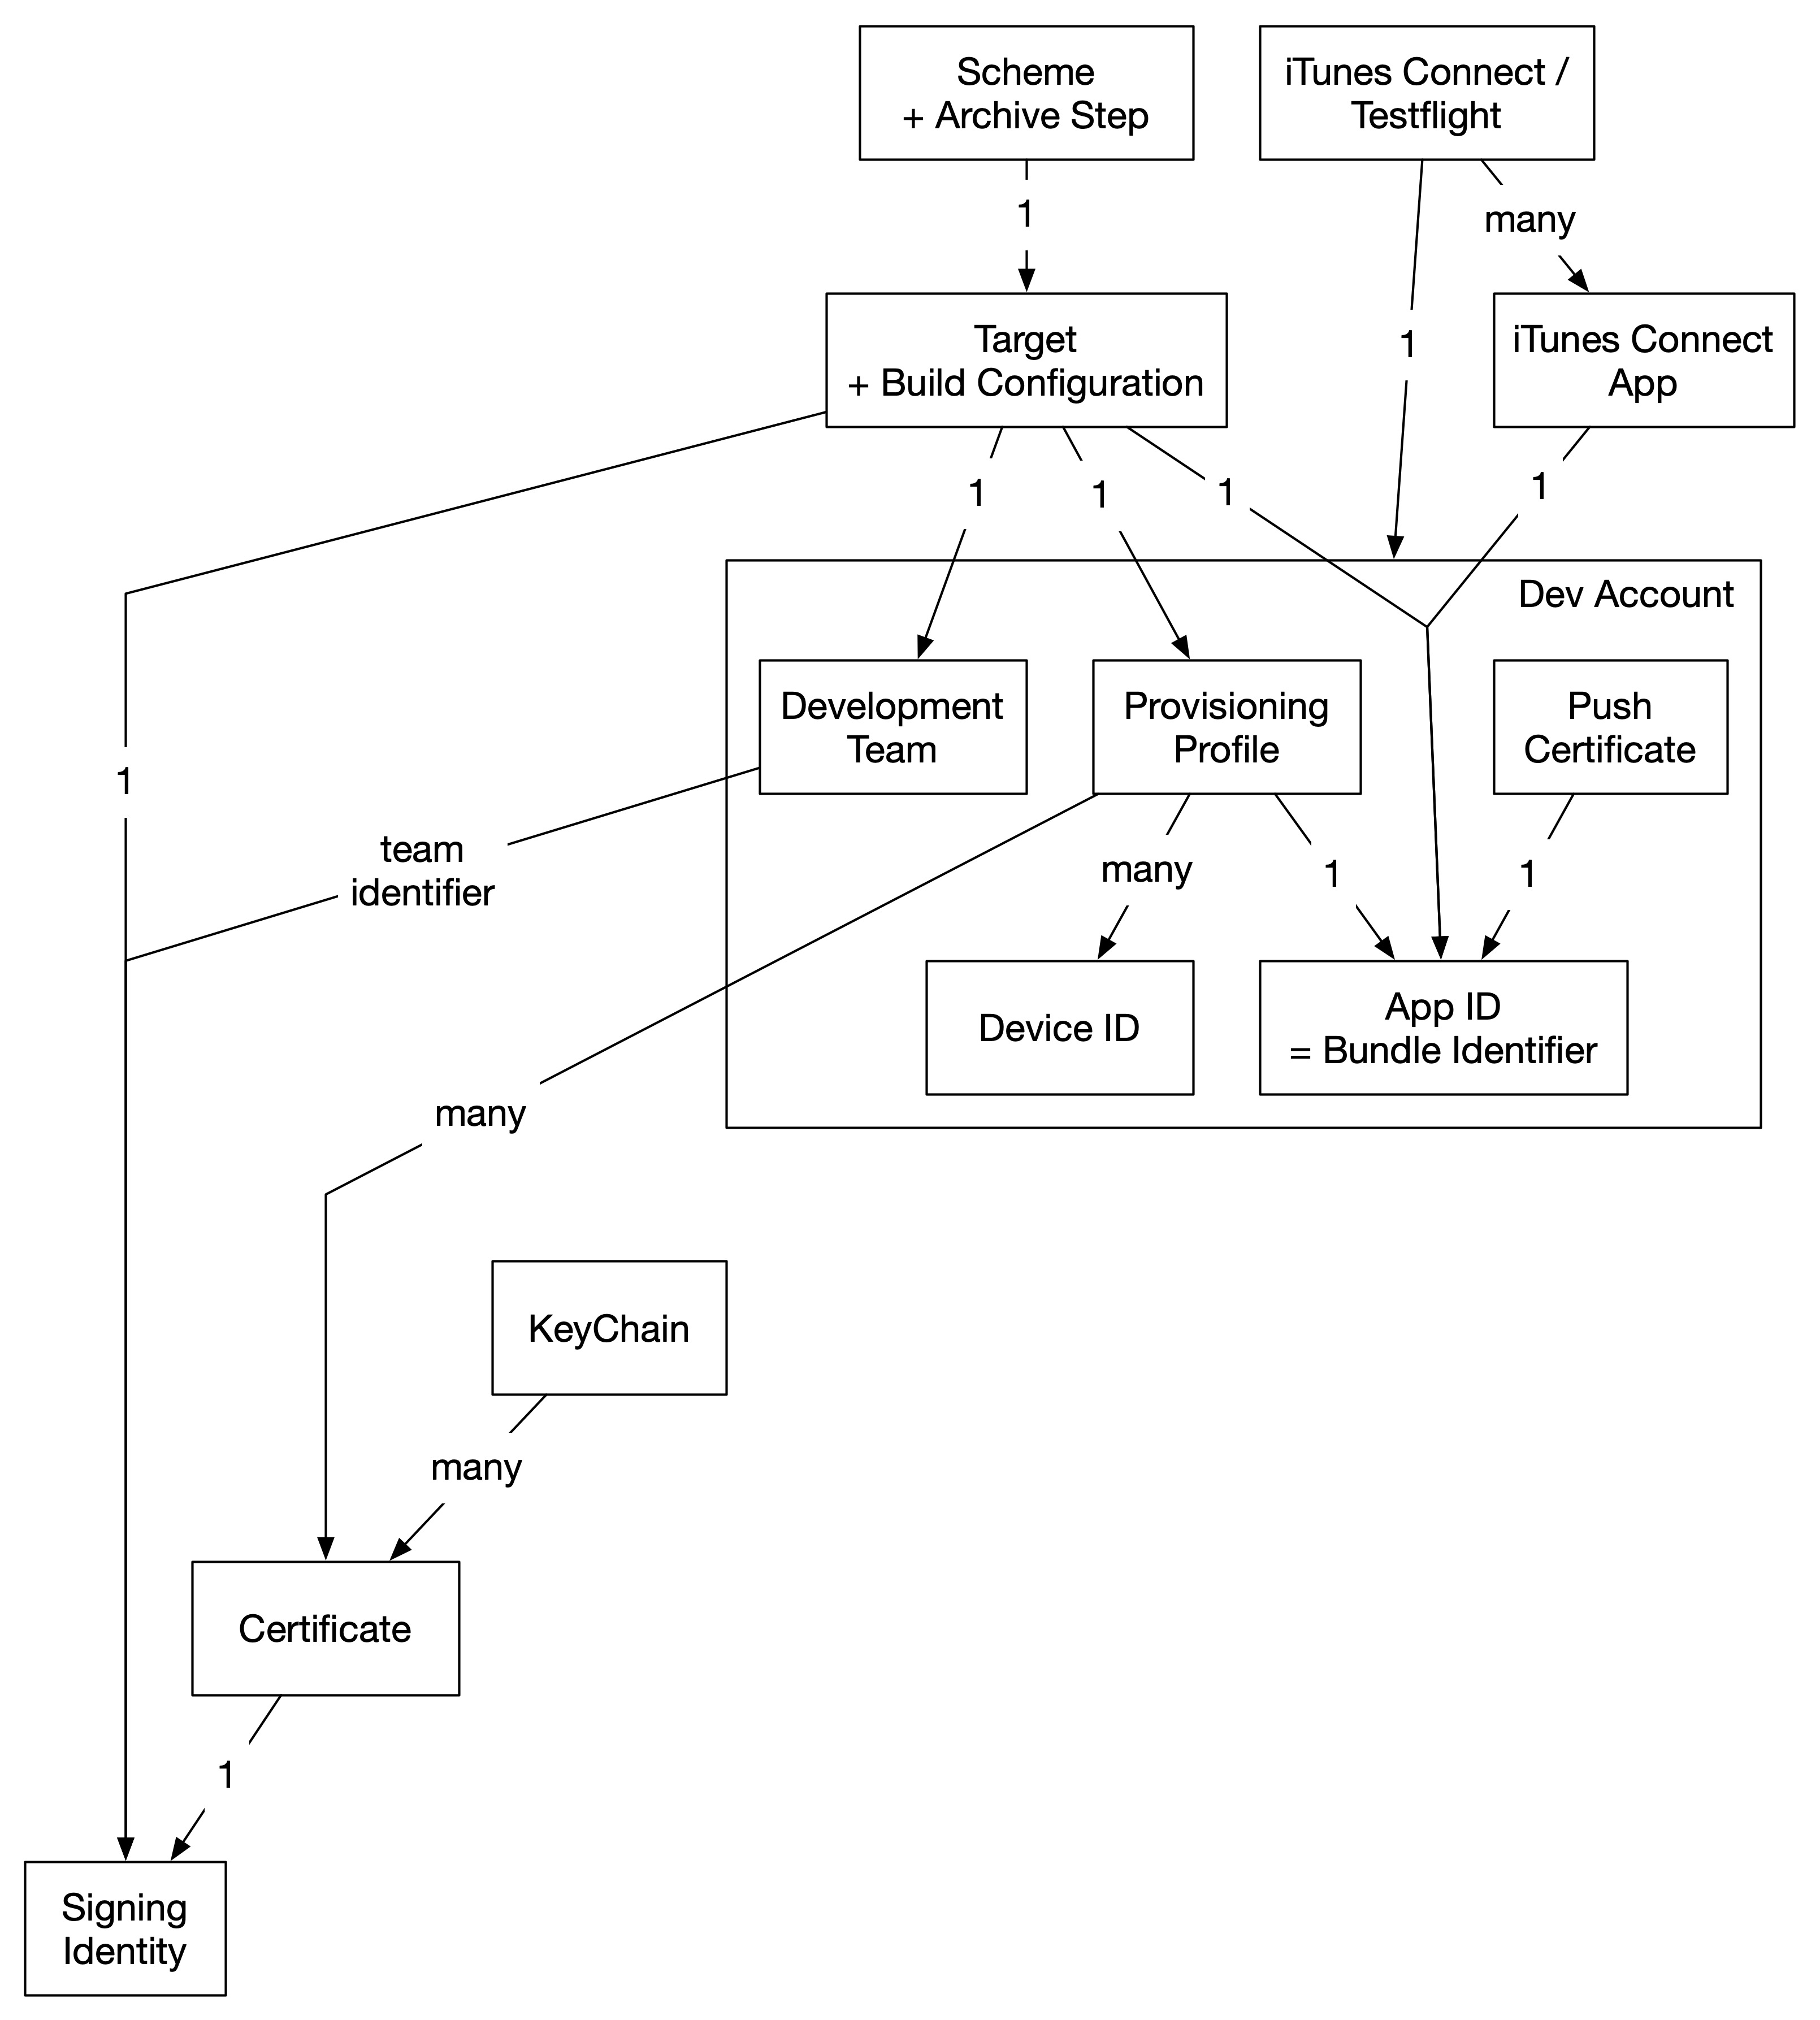 Scheme
+ Archive Step
iTunes Connect /
Testflight
1
many
Target
+ Build Configuration
1
iTunes Connect
App
1
1
1
1
Dev Account
Development
Team
Provisioning
Profile
Push
Certificate
1
team
identifier
many
1
1
Device ID
App ID
= Bundle Identifier
many
KeyChain
many
Certificate
1
Signing
Identity